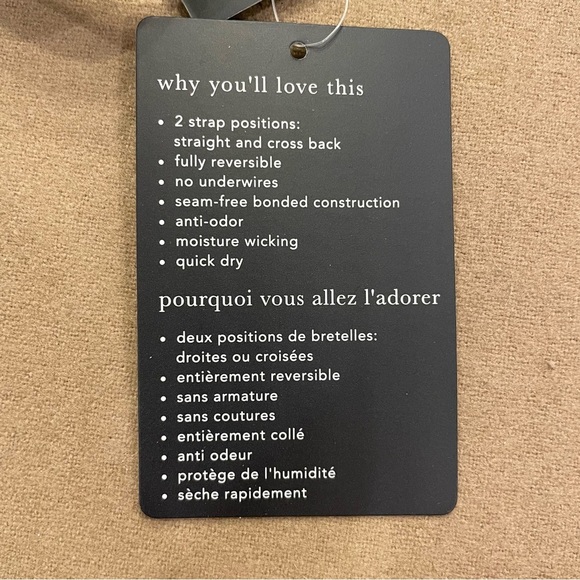 why you'll love this
• 2 strap positions:
straight and cross back
• fully reversible
• no underwires
• seam-free bonded construction
• anti-odor
• moisture wicking
• quick dry
pourquoi vous allez l'adorer
• deux positions de bretelles:
droites ou croisées
• entièrement reversible
• sans armature
• sans coutures
• entièrement collé
• anti odeur
• protège de l'humidité
• sèche rapidement